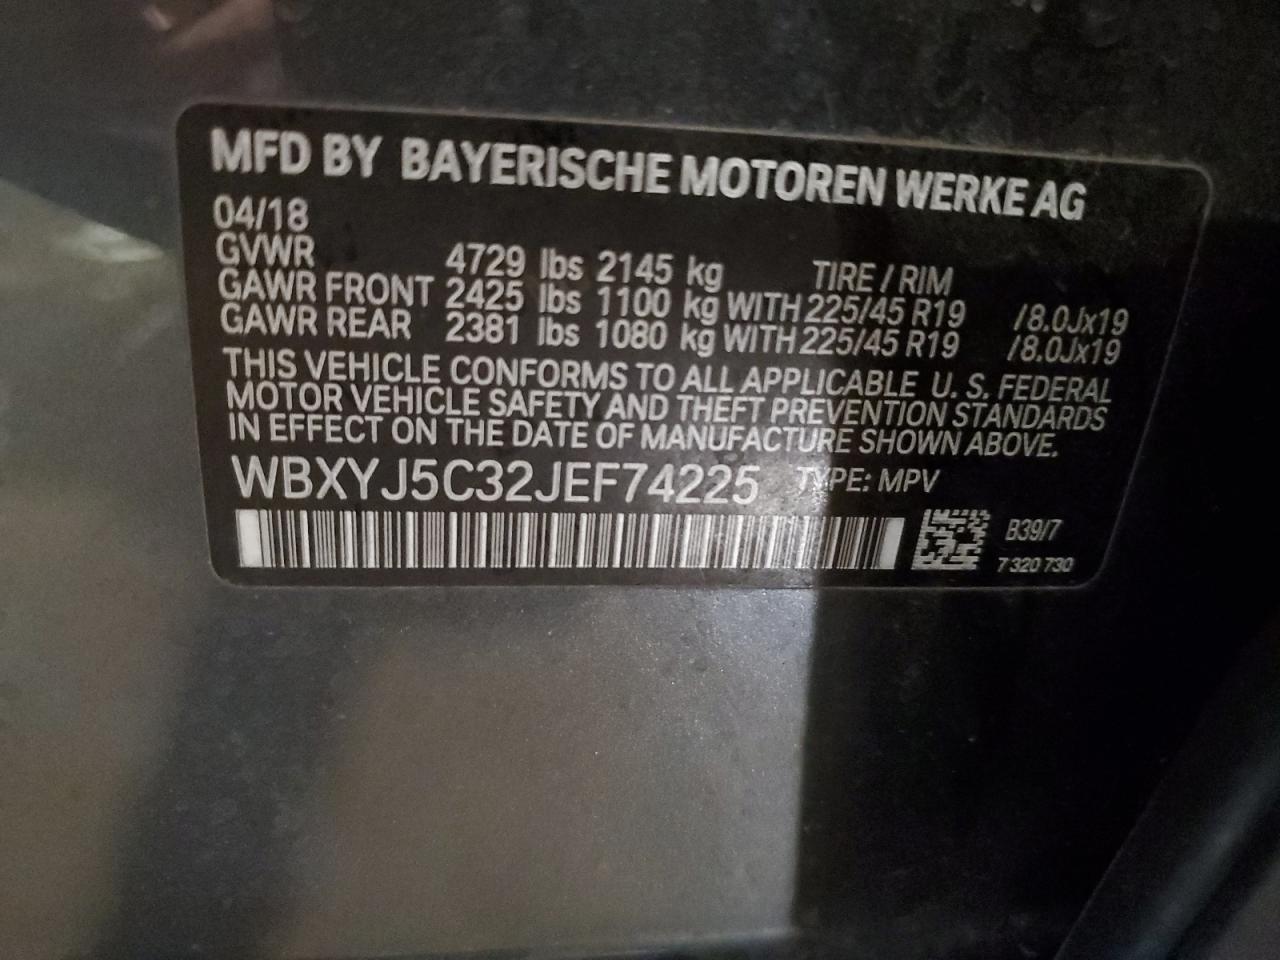 MFD BY BAYERISCHE MOTOREN WERKE AG
04/18
GVWR 4729 lbs 2145 kg TIRE / RIM
GAWR FRONT 2425 lbs 1100 kg WITH 225/45 R19 /8.0Jx19
GAWR REAR 2381 lbs 1080 kg WITH 225/45 R19 /8.0Jx19
THIS VEHICLE CONFORMS TO ALL APPLICABLE U. S. FEDERAL
MOTOR VEHICLE SAFETY AND THEFT PREVENTION STANDARDS
IN EFFECT ON THE DATE OF MANUFACTURE SHOWN ABOVE.
WBXYJ5C32JEF74225 TYPE: MPV
B39/7
7 320 730